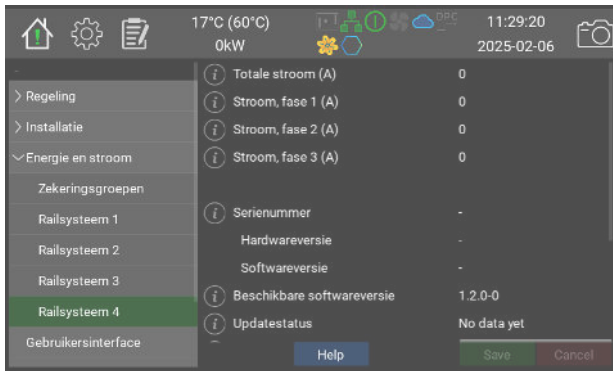 17°C (60°C)
0kW
DPC
11:29:20
2025-02-06
-
Regeling
Installatie
Energie en stroom
Zekeringsgroepen
Railsysteem 1
Railsysteem 2
Railsysteem 3
Railsysteem 4
Gebruikersinterface
i Totale stroom (A) 0
i Stroom, fase 1 (A) 0
i Stroom, fase 2 (A) 0
i Stroom, fase 3 (A) 0
i Serienummer -
Hardwareversie -
Softwareversie -
i Beschikbare softwareversie 1.2.0-0
i Updatestatus No data yet
Help
Save
Cancel